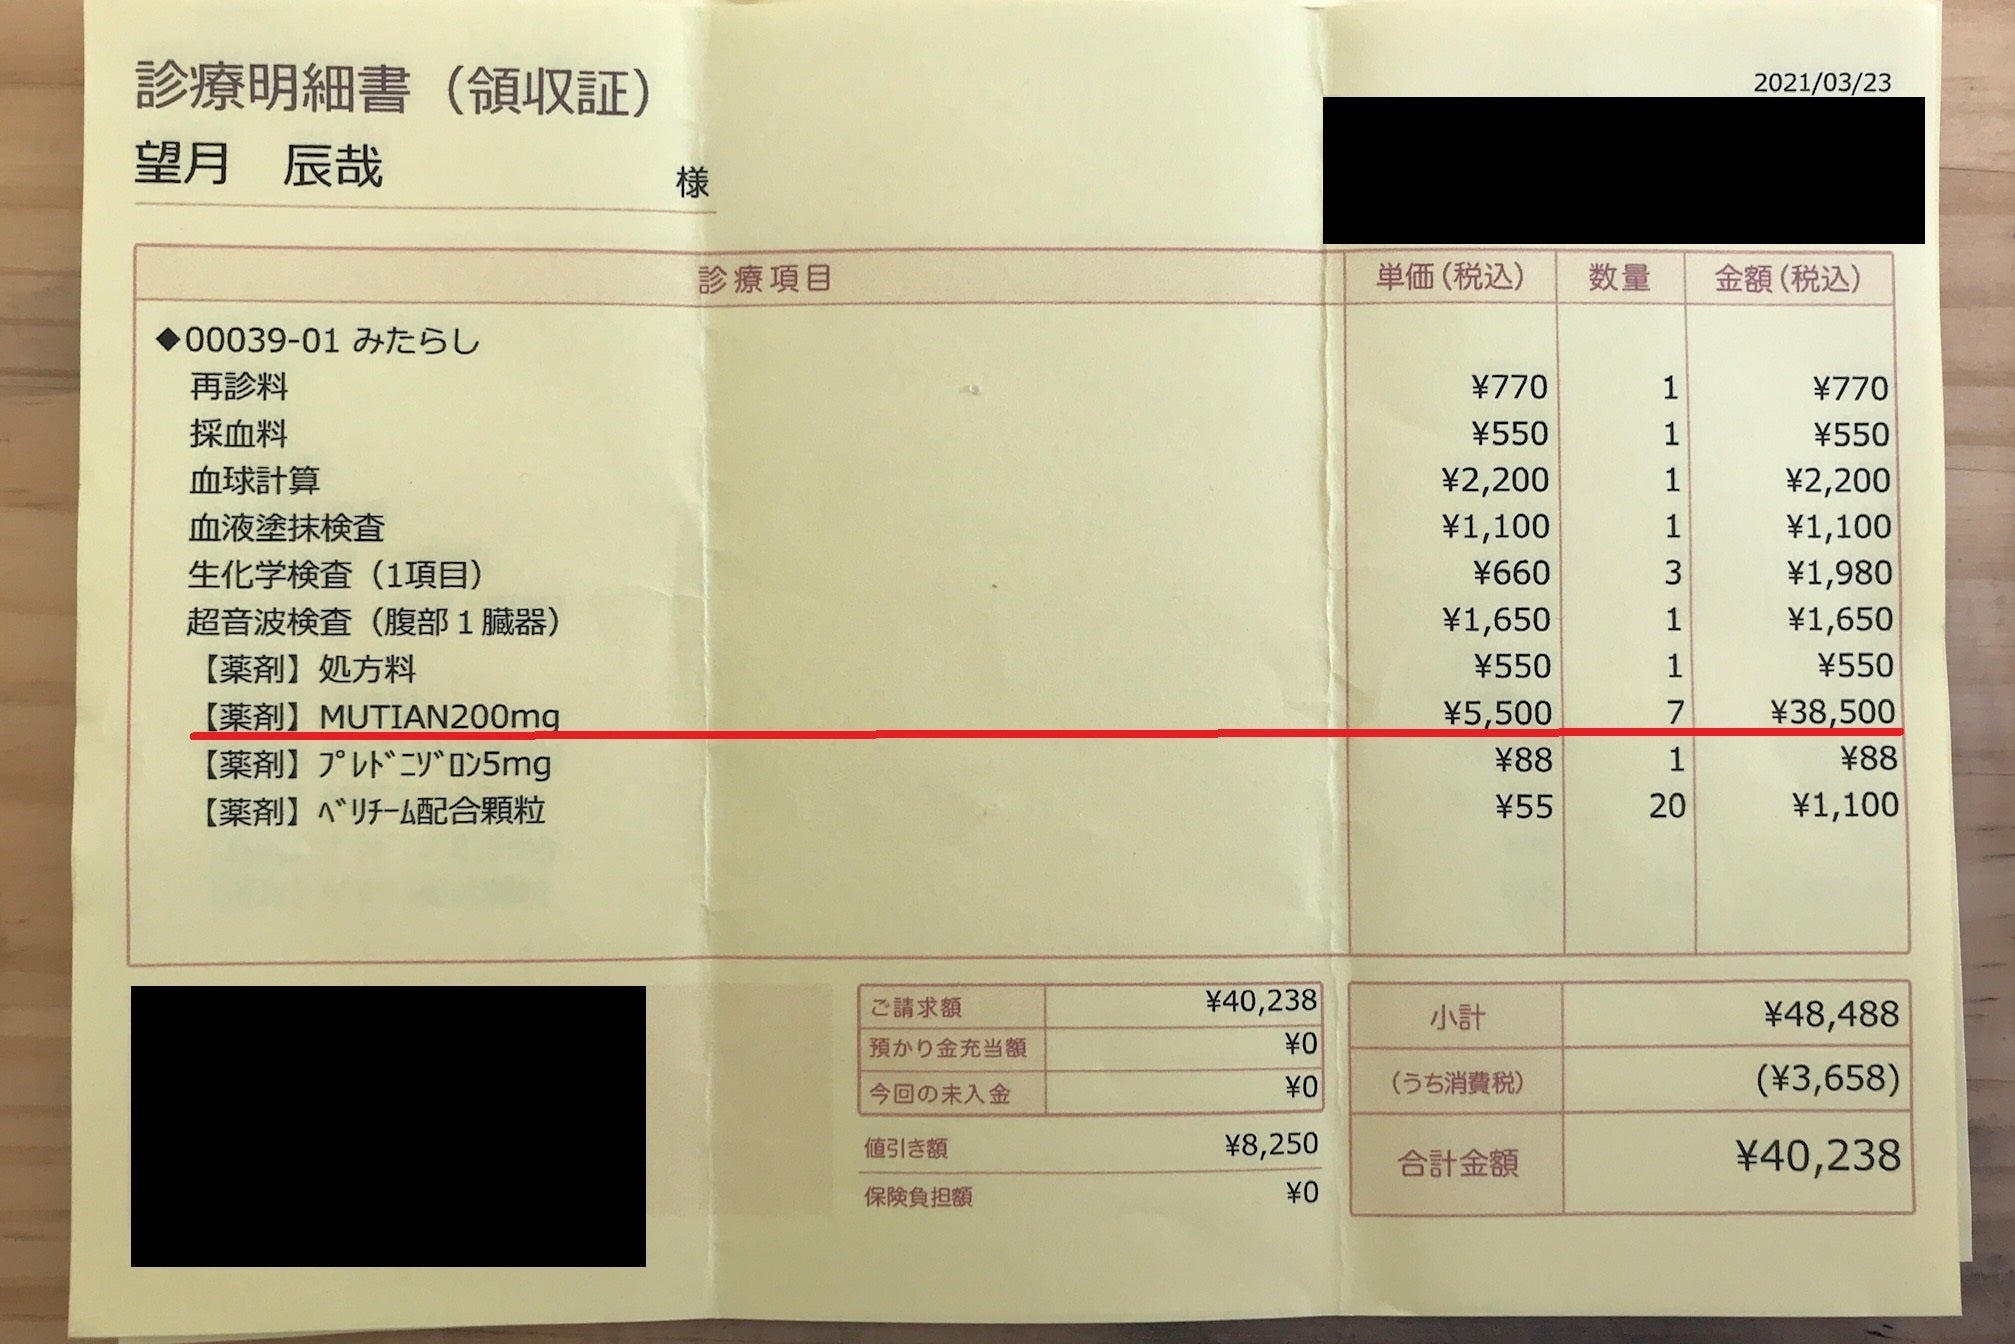 診療明細書（領収証）
2021/03/23
望月　辰哉　様
診療項目 単価（税込） 数量 金額（税込）
◆00039-01 みたらし
再診料 ¥770 1 ¥770
採血料 ¥550 1 ¥550
血球計算 ¥2,200 1 ¥2,200
血液塗抹検査 ¥1,100 1 ¥1,100
生化学検査（1項目） ¥660 3 ¥1,980
超音波検査（腹部１臓器） ¥1,650 1 ¥1,650
【薬剤】処方料 ¥550 1 ¥550
【薬剤】MUTIAN200mg ¥5,500 7 ¥38,500
【薬剤】ﾌﾟﾚﾄﾞﾆｿﾞﾛﾝ5mg ¥88 1 ¥88
【薬剤】ﾍﾞﾘﾁｰﾑ配合顆粒 ¥55 20 ¥1,100
ご請求額 ¥40,238
預かり金充当額 ¥0
今回の未入金 ¥0
値引き額 ¥8,250
保険負担額 ¥0
小計 ¥48,488
（うち消費税） (¥3,658)
合計金額 ¥40,238